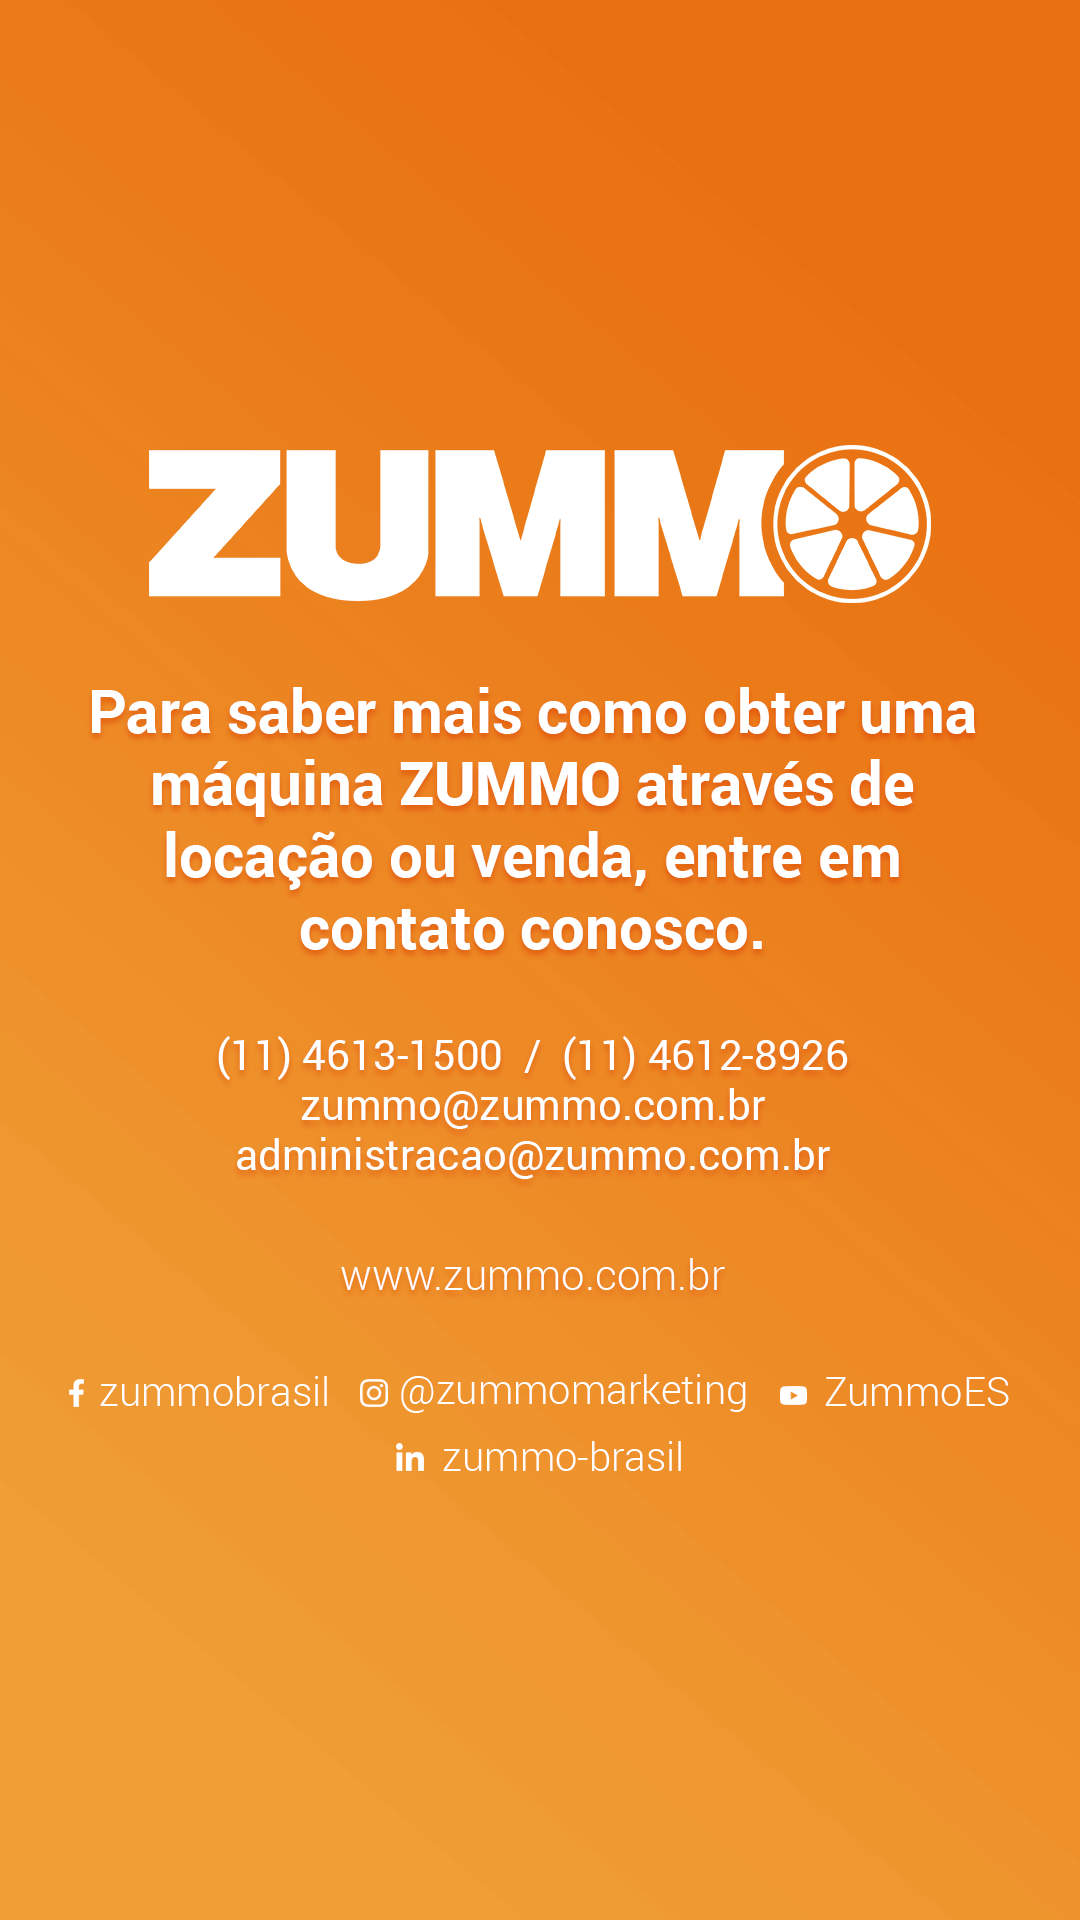 ZUMMO
Para saber mais como obter uma
máquina ZUMMO através de
locação ou venda, entre em
contato conosco.
(11) 4613-1500 / (11) 4612-8926
zummo@zummo.com.br
administracao@zummo.com.br
www.zummo.com.br
zummobrasil @zummomarketing ZummoES
zummo-brasil